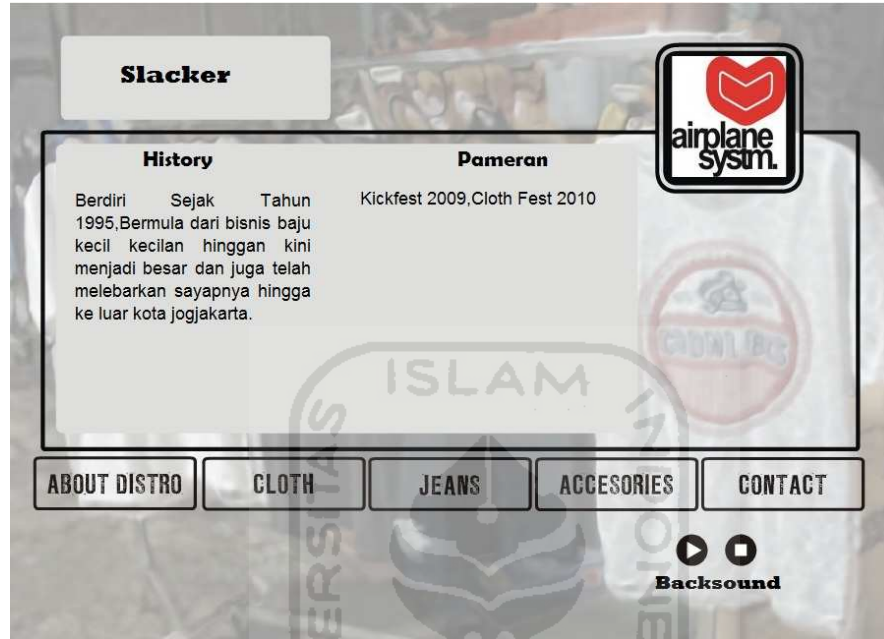 Slacker
airplane
systm.
History
Pameran
Berdiri Sejak Tahun
1995,Bermula dari bisnis baju
kecil kecilan hinggan kini
menjadi besar dan juga telah
melebarkan sayapnya hingga
ke luar kota jogjakarta.
Kickfest 2009,Cloth Fest 2010
ISLAM
ABOUT DISTRO
CLOTH
JEANS
ACCESORIES
CONTACT
Backsound